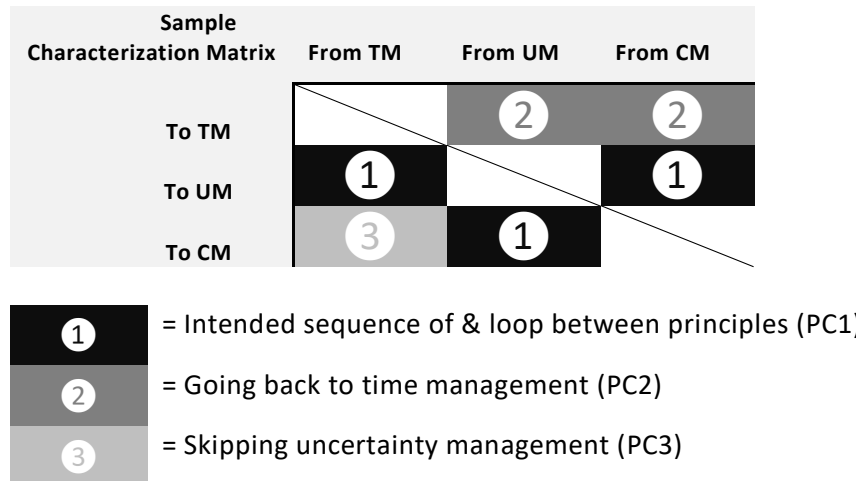 Sample
Characterization Matrix From TM From UM From CM
To TM 2 2
To UM 1 1
To CM 3 1
1 = Intended sequence of & loop between principles (PC1)
2 = Going back to time management (PC2)
3 = Skipping uncertainty management (PC3)